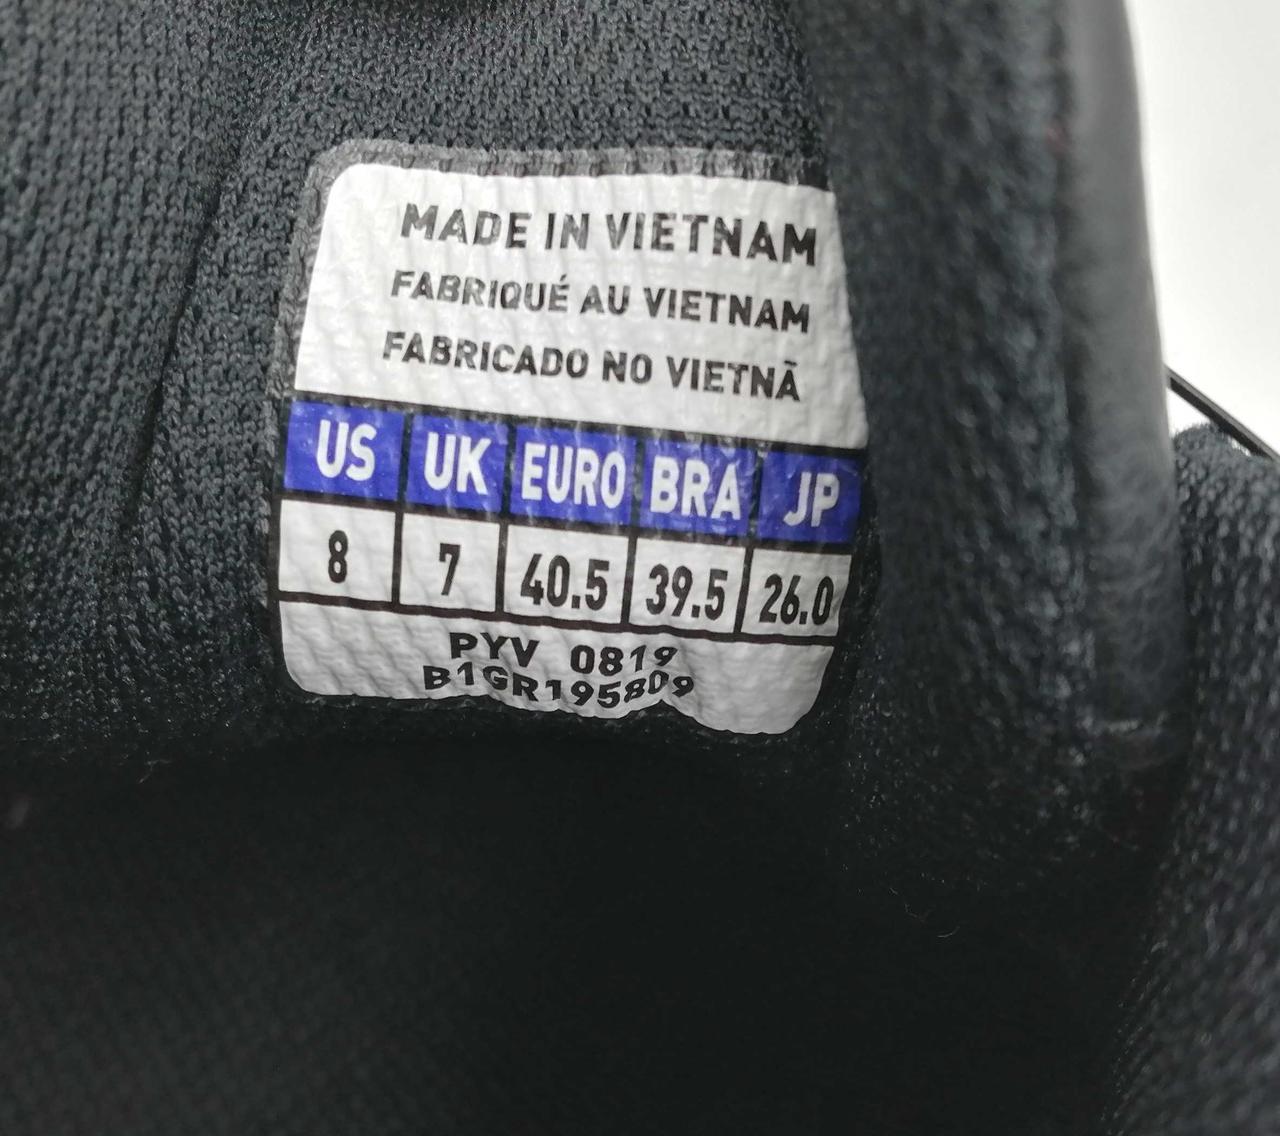 MADE IN VIETNAM
FABRIQUÉ AU VIETNAM
FABRICADO NO VIETNÃ
US UK EURO BRA JP
8 7 40.5 39.5 26.0
PYV 0819
B1GR195809